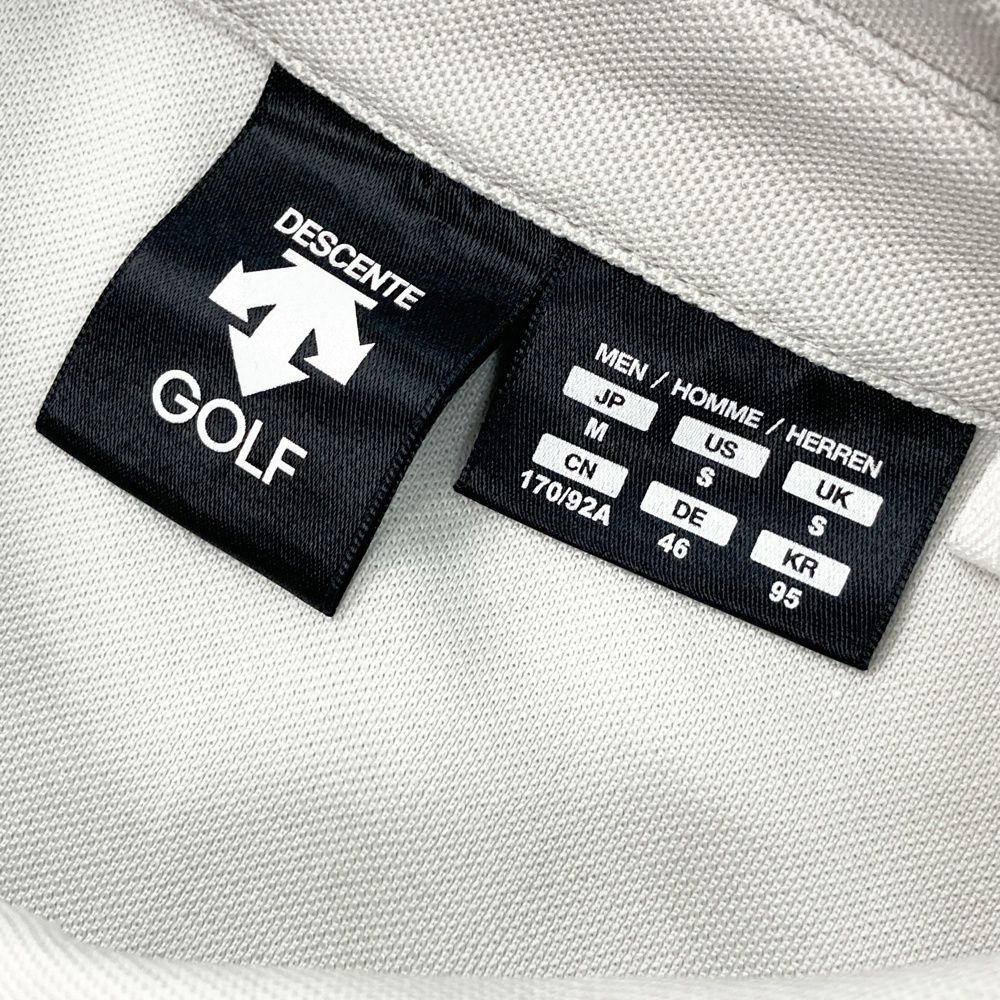 DESCENTE
GOLF
MEN / HOMME / HERREN
JP US UK
M S S
CN DE KR
170/92A 46 95